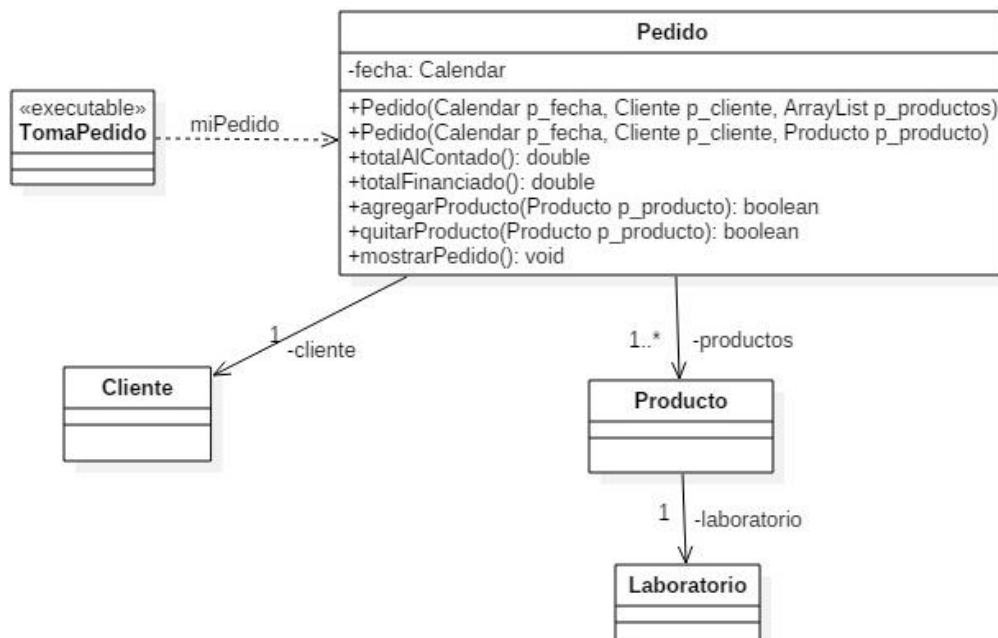 Pedido
-fecha: Calendar
+Pedido(Calendar p_fecha, Cliente p_cliente, ArrayList p_productos)
+Pedido(Calendar p_fecha, Cliente p_cliente, Producto p_producto)
+totalAlContado(): double
+totalFinanciado(): double
+agregarProducto(Producto p_producto): boolean
+quitarProducto(Producto p_producto): boolean
+mostrarPedido(): void
«executable»
TomaPedido
miPedido
1
-cliente
1..*
-productos
Cliente
Producto
1
-laboratorio
Laboratorio